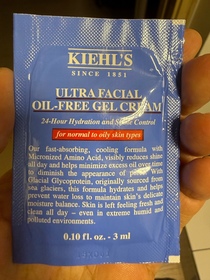 KIEHL'S
SINCE 1851
ULTRA FACIAL
OIL-FREE GEL CREAM
24-Hour Hydration and Shine Control
for normal to oily skin types
Our fast-absorbing, cooling formula with
Micronized Amino Acid, visibly reduces shine
all day and helps minimize excess oil over time
to diminish the appearance of pores. With
Glacial Glycoprotein, originally sourced from
sea glaciers, this formula hydrates and helps
prevent water loss to maintain skin's delicate
moisture balance. Skin is left feeling fresh and
clean all day – even in extreme humid and
polluted environments.
0.10 fl. oz. - 3 ml